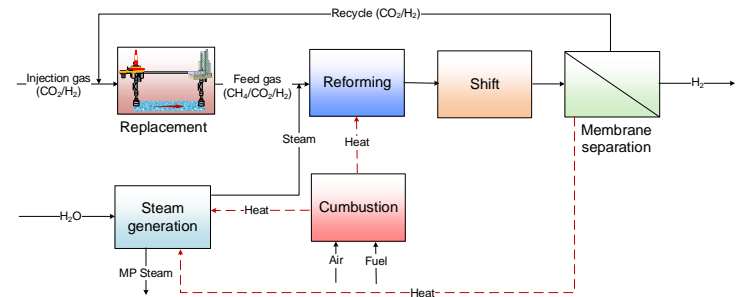 Recycle (CO₂/H₂)
Injection gas
(CO₂/H₂)
Replacement
Feed gas
(CH₄/CO₂/H₂)
Reforming
Shift
Membrane
separation
H₂
Steam
Heat
H₂O
Steam
generation
Heat
Cumbustion
MP Steam
Air
Fuel
Heat